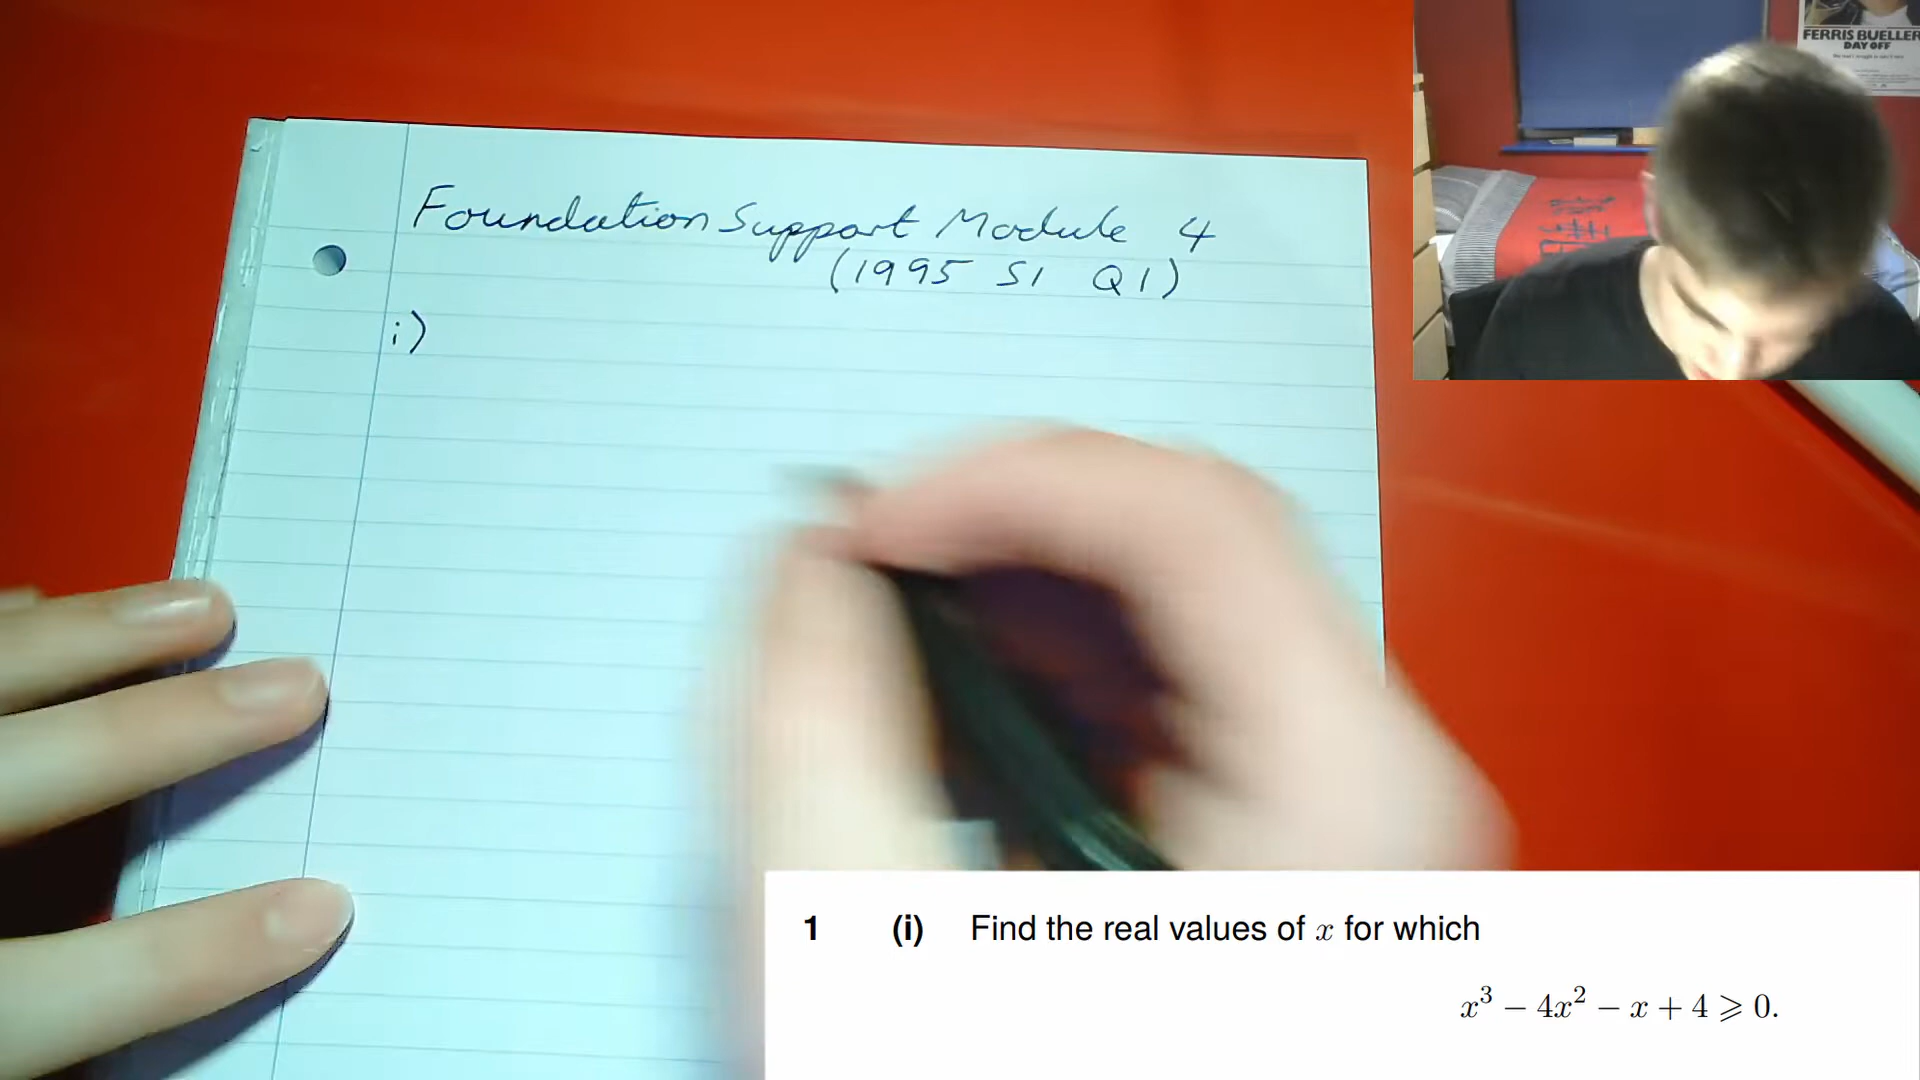 Foundation Support Module 4
(1995 S1 Q1)
i)
FERRIS BUELLER
DAY OFF
1 (i) Find the real values of x for which
x³ − 4x² − x + 4 ⩾ 0.